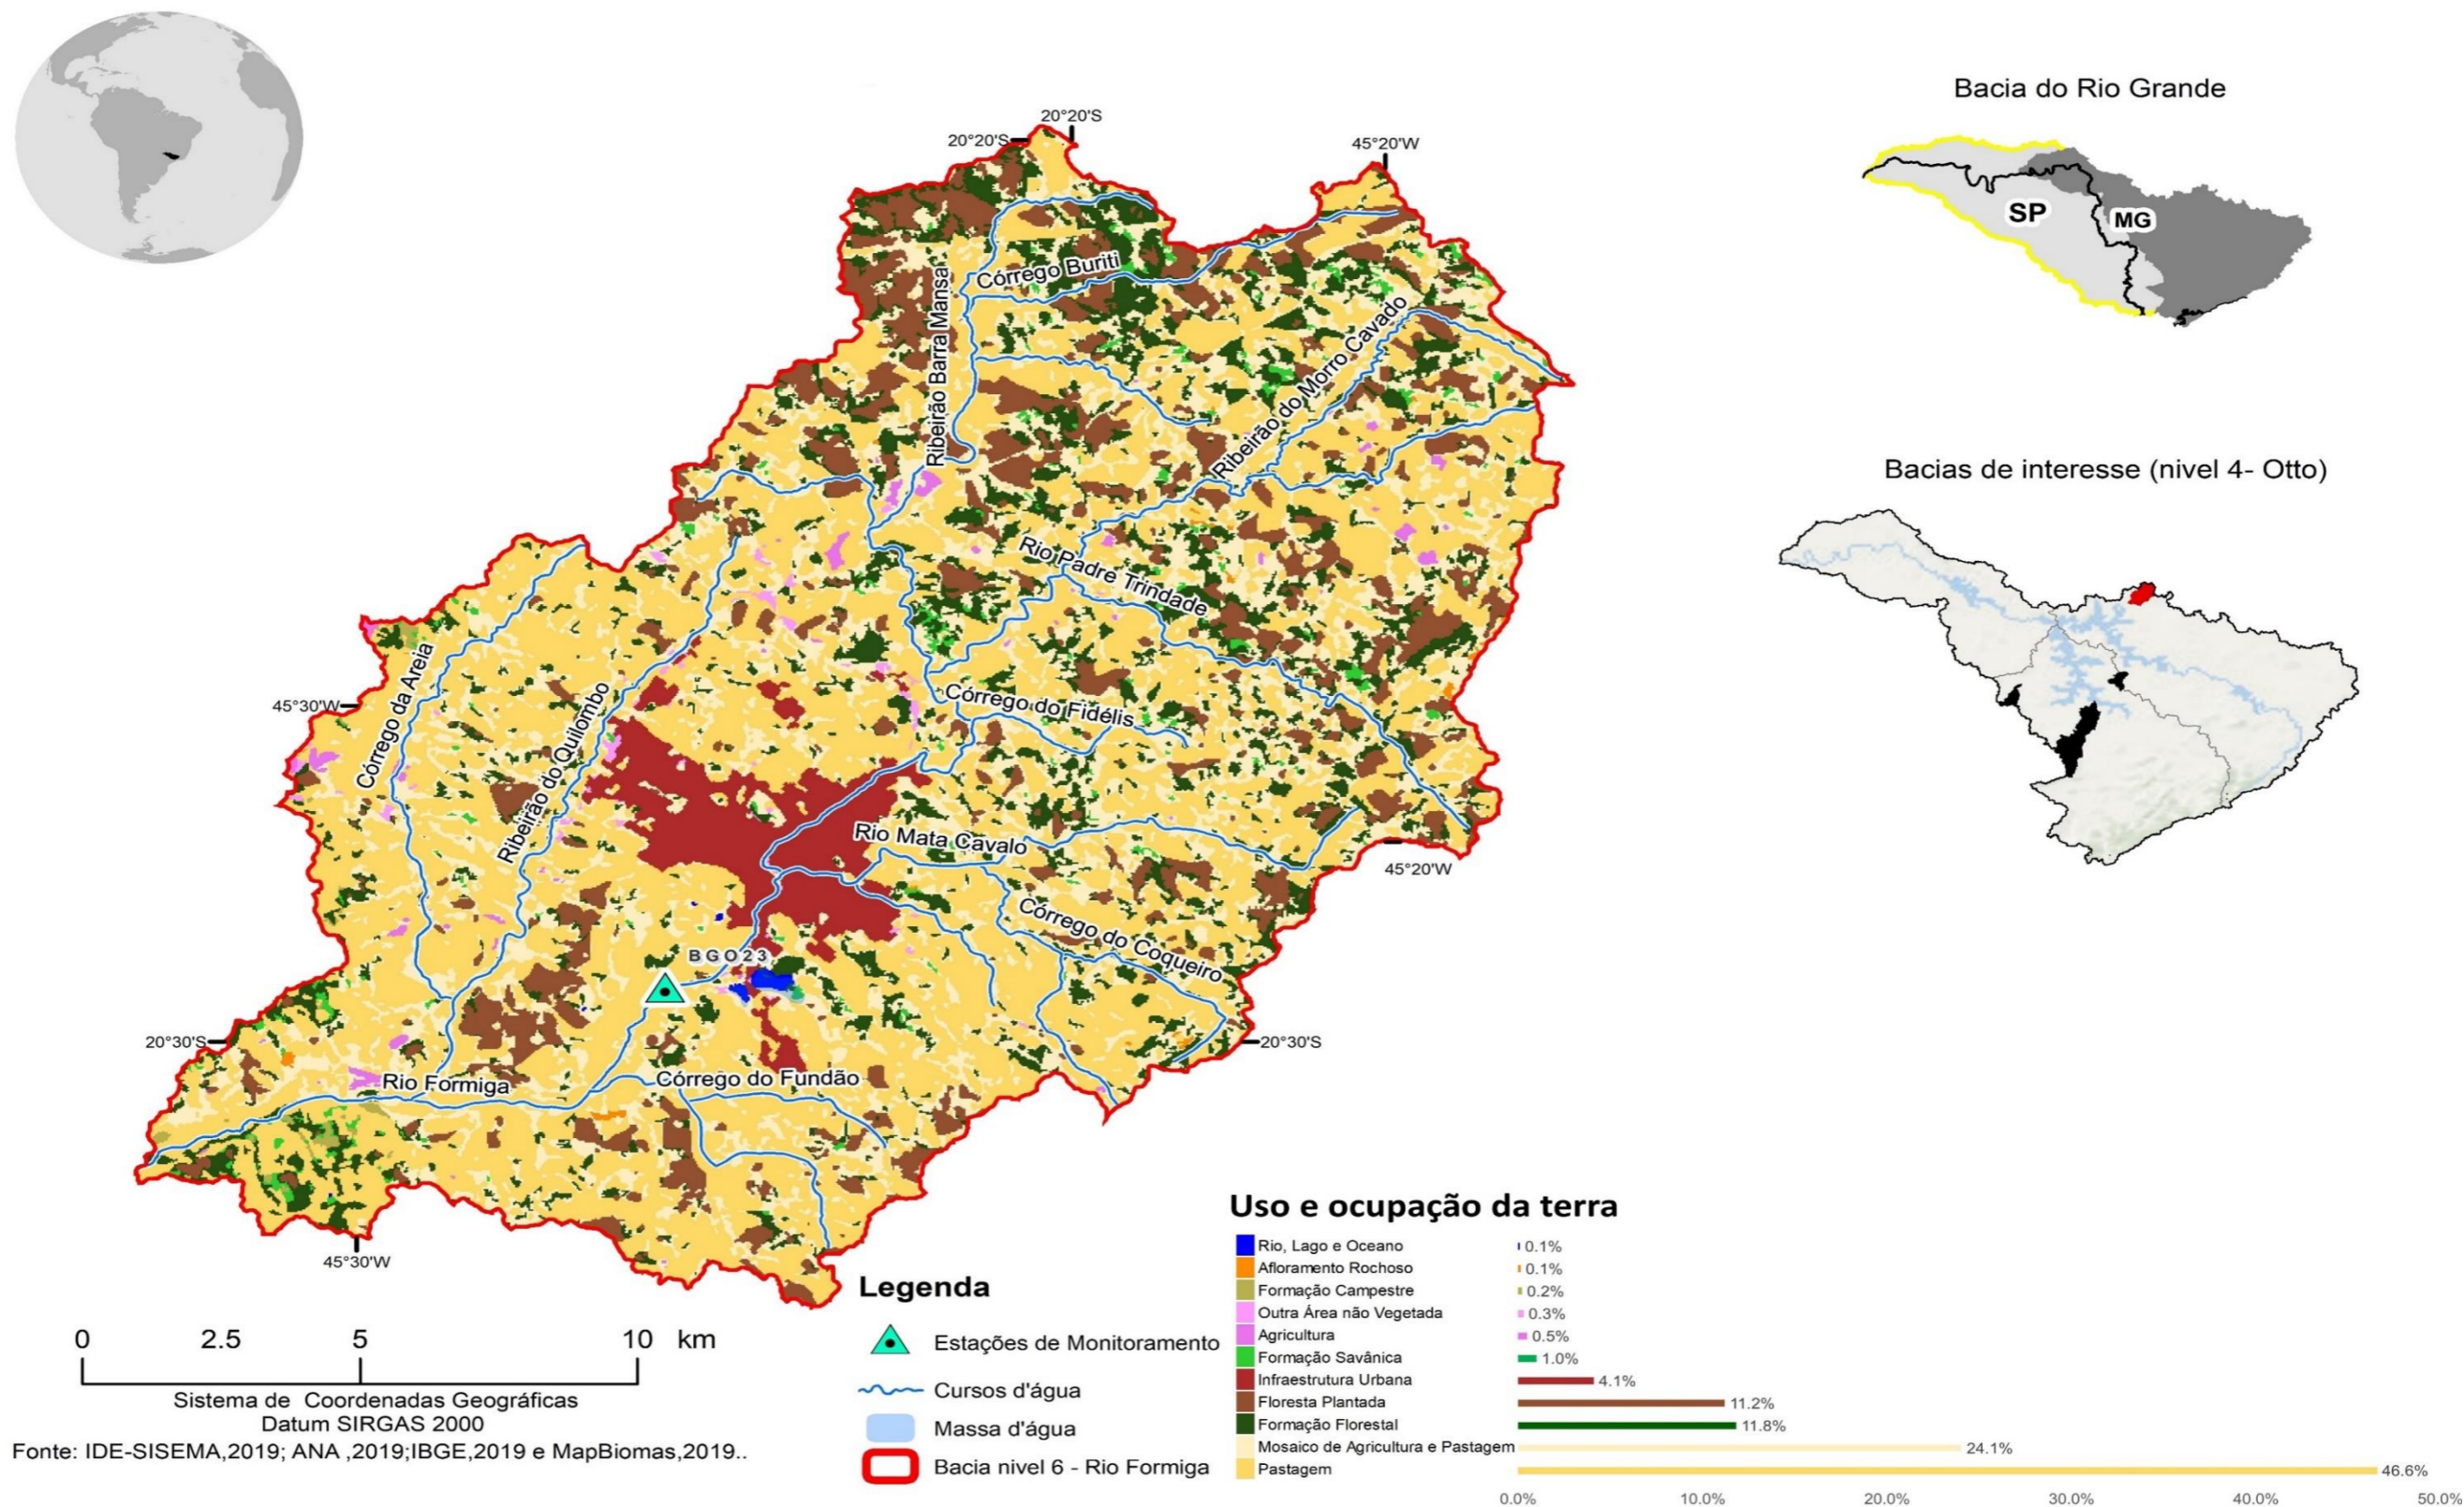 Bacia do Rio Grande
SP
MG
Bacias de interesse (nivel 4- Otto)
20°20'S
20°20'S
45°20'W
Córrego Buriti
Ribeirão Barra Mansa
Ribeirão do Morro Cavado
Rio Padre Trindade
Córrego da Areia
45°30'W
Ribeirão do Quilombo
Córrego do Fidélis
Rio Mata Cavalo
45°20'W
Córrego do Coqueiro
BGO23
20°30'S
20°30'S
Rio Formiga
Córrego do Fundão
45°30'W
0 2.5 5 10 km
Sistema de Coordenadas Geográficas
Datum SIRGAS 2000
Fonte: IDE-SISEMA,2019; ANA ,2019;IBGE,2019 e MapBiomas,2019..
Legenda
Estações de Monitoramento
Cursos d'água
Massa d'água
Bacia nivel 6 - Rio Formiga
Uso e ocupação da terra
Rio, Lago e Oceano 0.1%
Afloramento Rochoso 0.1%
Formação Campestre 0.2%
Outra Área não Vegetada 0.3%
Agricultura 0.5%
Formação Savânica 1.0%
Infraestrutura Urbana 4.1%
Floresta Plantada 11.2%
Formação Florestal 11.8%
Mosaico de Agricultura e Pastagem 24.1%
Pastagem 46.6%
0.0% 10.0% 20.0% 30.0% 40.0% 50.0%